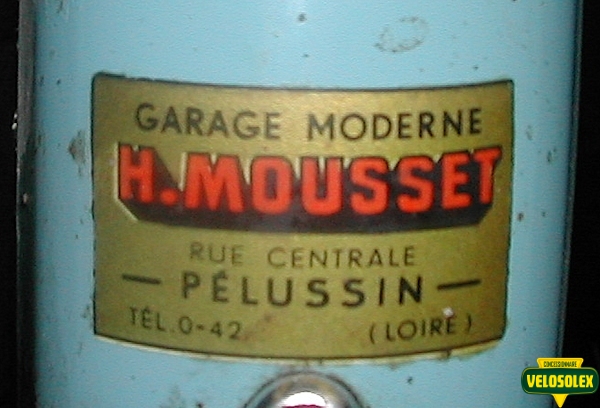 GARAGE MODERNE
H.MOUSSET
RUE CENTRALE
— PÉLUSSIN —
TÉL.0-42 (LOIRE)
CONCESSIONNAIRE
VELOSOLEX